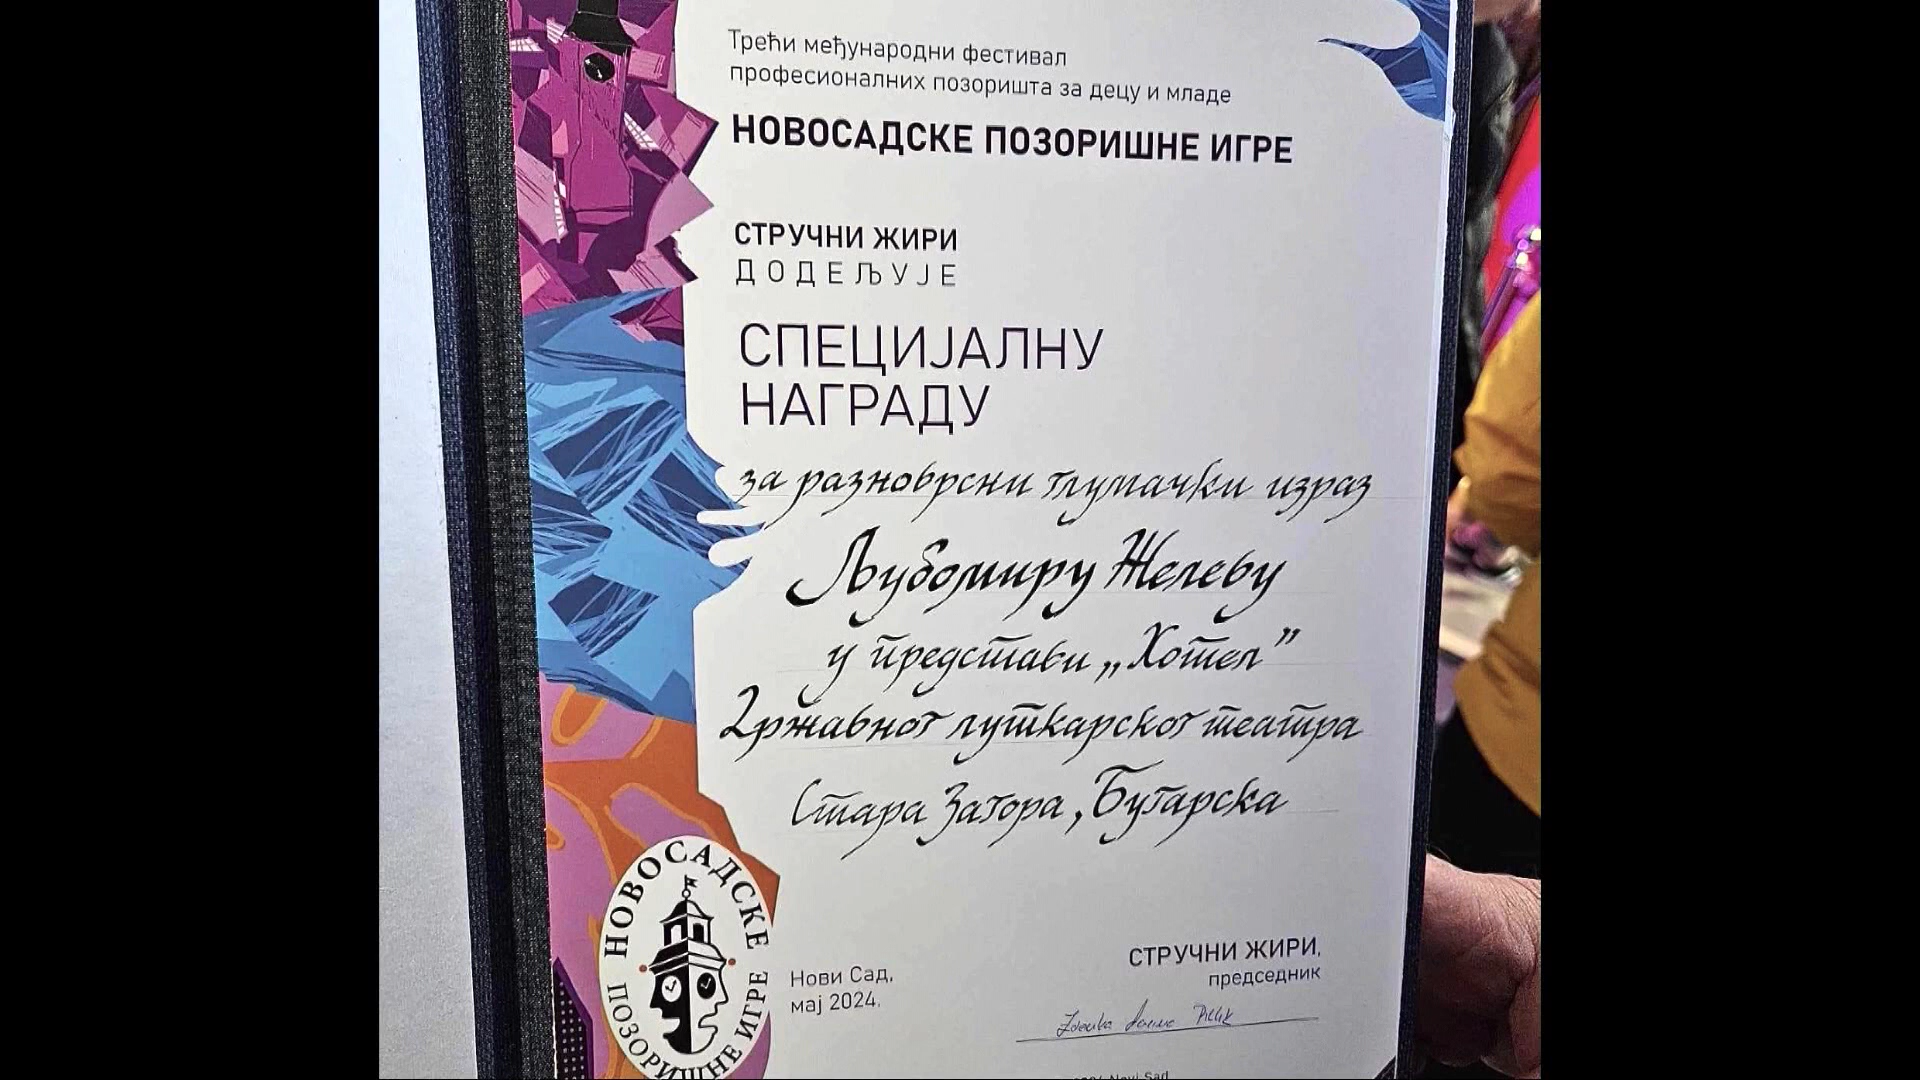 Трећи међународни фестивал
професионалних позоришта за децу и младе
НОВОСАДСКЕ ПОЗОРИШНЕ ИГРЕ
СТРУЧНИ ЖИРИ
ДОДЕЉУЈЕ
СПЕЦИЈАЛНУ
НАГРАДУ
за разноврсни глумачки израз
Љубомиру Желеву
у представи „Хотел”
Државног луткарског театра
Стара Загора, Бугарска
НОВОСАДСКЕ
ПОЗОРИШНЕ ИГРЕ
Нови Сад,
мај 2024.
СТРУЧНИ ЖИРИ,
председник
Novi Sad